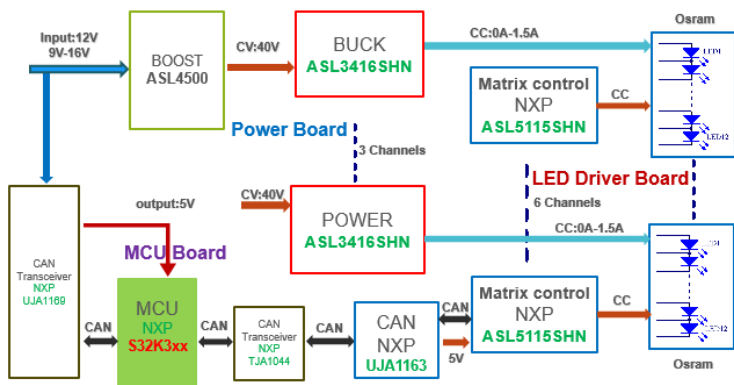 Input:12V
9V-16V
BOOST
ASL4500
CV:40V
BUCK
ASL3416SHN
CC:0A-1.5A
Osram
LED1
LED12
Matrix control
NXP
ASL5115SHN
CC
Power Board
3 Channels
LED Driver Board
6 Channels
CV:40V
POWER
ASL3416SHN
CC:0A-1.5A
output:5V
MCU Board
CAN
Transceiver
NXP
UJA1169
CAN
MCU
NXP
S32K3xx
CAN
CAN
Transceiver
NXP
TJA1044
CAN
CAN
NXP
UJA1163
CAN
5V
Matrix control
NXP
ASL5115SHN
CC
LED12
Osram